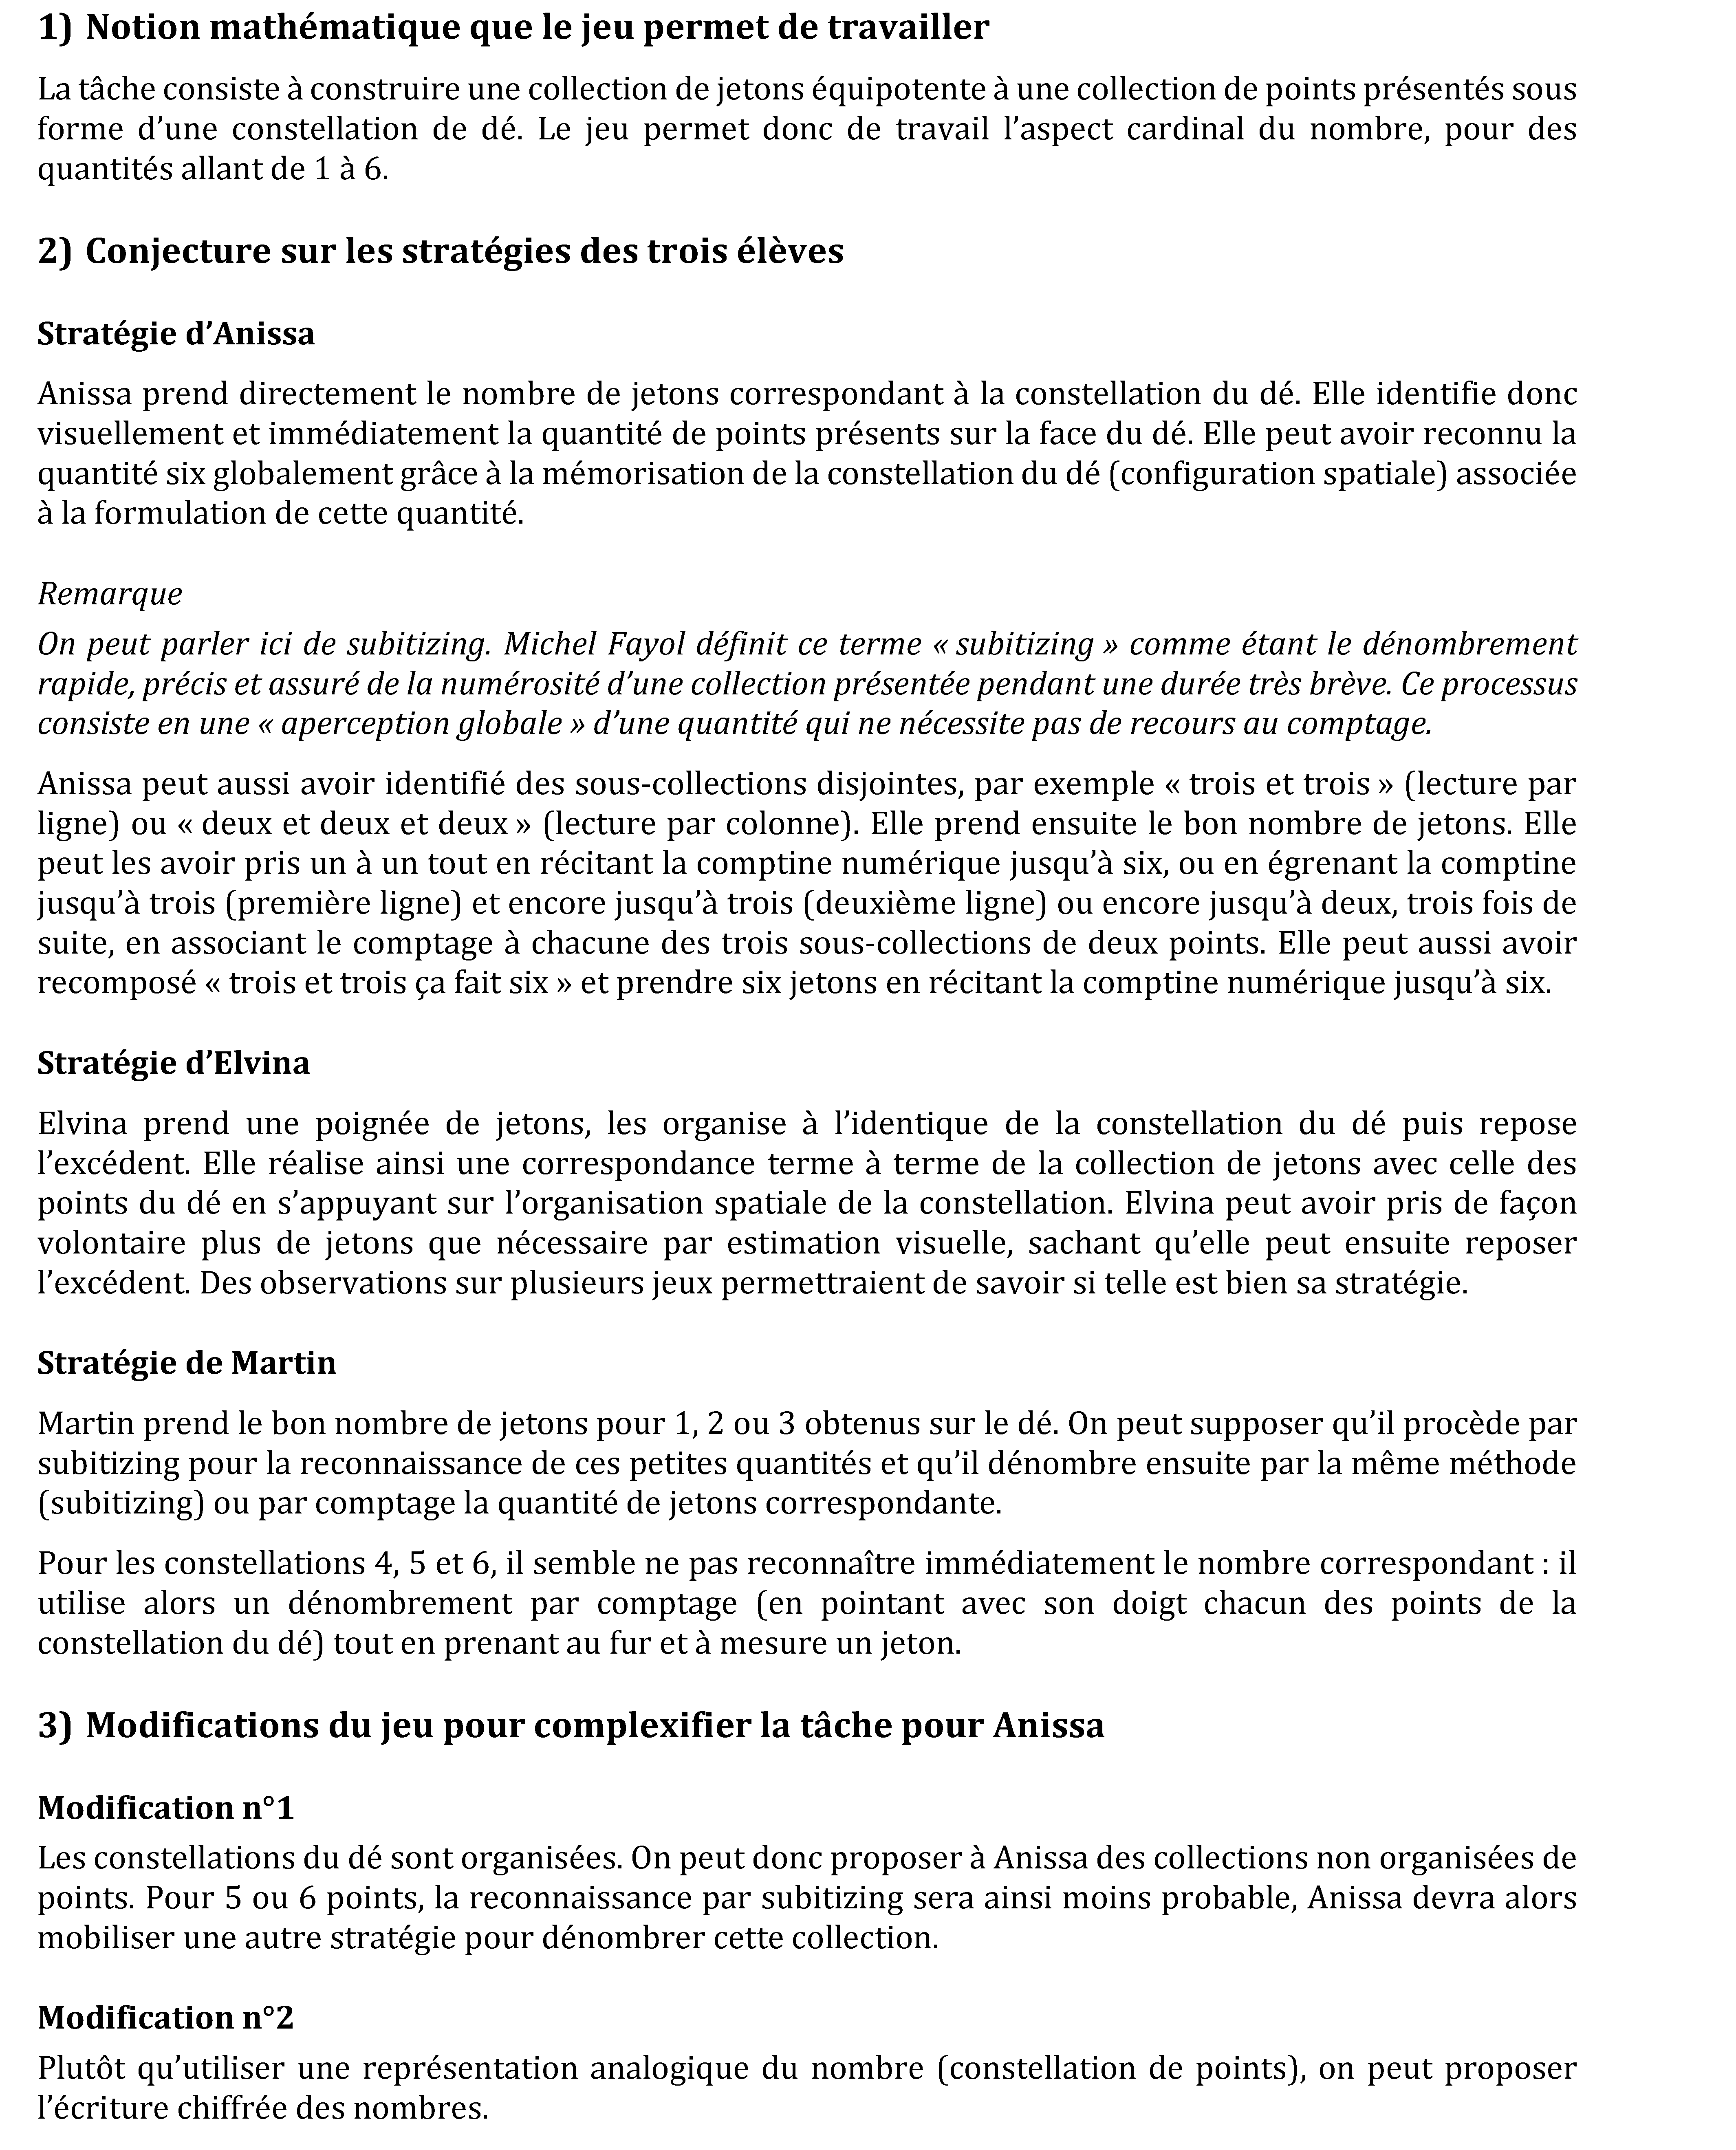 1) Notion mathématique que le jeu permet de travailler
La tâche consiste à construire une collection de jetons équipotente à une collection de points présentés sous
forme d’une constellation de dé. Le jeu permet donc de travail l’aspect cardinal du nombre, pour des
quantités allant de 1 à 6.
2) Conjecture sur les stratégies des trois élèves
Stratégie d’Anissa
Anissa prend directement le nombre de jetons correspondant à la constellation du dé. Elle identifie donc
visuellement et immédiatement la quantité de points présents sur la face du dé. Elle peut avoir reconnu la
quantité six globalement grâce à la mémorisation de la constellation du dé (configuration spatiale) associée
à la formulation de cette quantité.
Remarque
On peut parler ici de subitizing. Michel Fayol définit ce terme « subitizing » comme étant le dénombrement
rapide, précis et assuré de la numérosité d’une collection présentée pendant une durée très brève. Ce processus
consiste en une « aperception globale » d’une quantité qui ne nécessite pas de recours au comptage.
Anissa peut aussi avoir identifié des sous-collections disjointes, par exemple « trois et trois » (lecture par
ligne) ou « deux et deux et deux » (lecture par colonne). Elle prend ensuite le bon nombre de jetons. Elle
peut les avoir pris un à un tout en récitant la comptine numérique jusqu’à six, ou en égrenant la comptine
jusqu’à trois (première ligne) et encore jusqu’à trois (deuxième ligne) ou encore jusqu’à deux, trois fois de
suite, en associant le comptage à chacune des trois sous-collections de deux points. Elle peut aussi avoir
recomposé « trois et trois ça fait six » et prendre six jetons en récitant la comptine numérique jusqu’à six.
Stratégie d’Elvina
Elvina prend une poignée de jetons, les organise à l’identique de la constellation du dé puis repose
l’excédent. Elle réalise ainsi une correspondance terme à terme de la collection de jetons avec celle des
points du dé en s’appuyant sur l’organisation spatiale de la constellation. Elvina peut avoir pris de façon
volontaire plus de jetons que nécessaire par estimation visuelle, sachant qu’elle peut ensuite reposer
l’excédent. Des observations sur plusieurs jeux permettraient de savoir si telle est bien sa stratégie.
Stratégie de Martin
Martin prend le bon nombre de jetons pour 1, 2 ou 3 obtenus sur le dé. On peut supposer qu’il procède par
subitizing pour la reconnaissance de ces petites quantités et qu’il dénombre ensuite par la même méthode
(subitizing) ou par comptage la quantité de jetons correspondante.
Pour les constellations 4, 5 et 6, il semble ne pas reconnaître immédiatement le nombre correspondant : il
utilise alors un dénombrement par comptage (en pointant avec son doigt chacun des points de la
constellation du dé) tout en prenant au fur et à mesure un jeton.
3) Modifications du jeu pour complexifier la tâche pour Anissa
Modification n°1
Les constellations du dé sont organisées. On peut donc proposer à Anissa des collections non organisées de
points. Pour 5 ou 6 points, la reconnaissance par subitizing sera ainsi moins probable, Anissa devra alors
mobiliser une autre stratégie pour dénombrer cette collection.
Modification n°2
Plutôt qu’utiliser une représentation analogique du nombre (constellation de points), on peut proposer
l’écriture chiffrée des nombres.